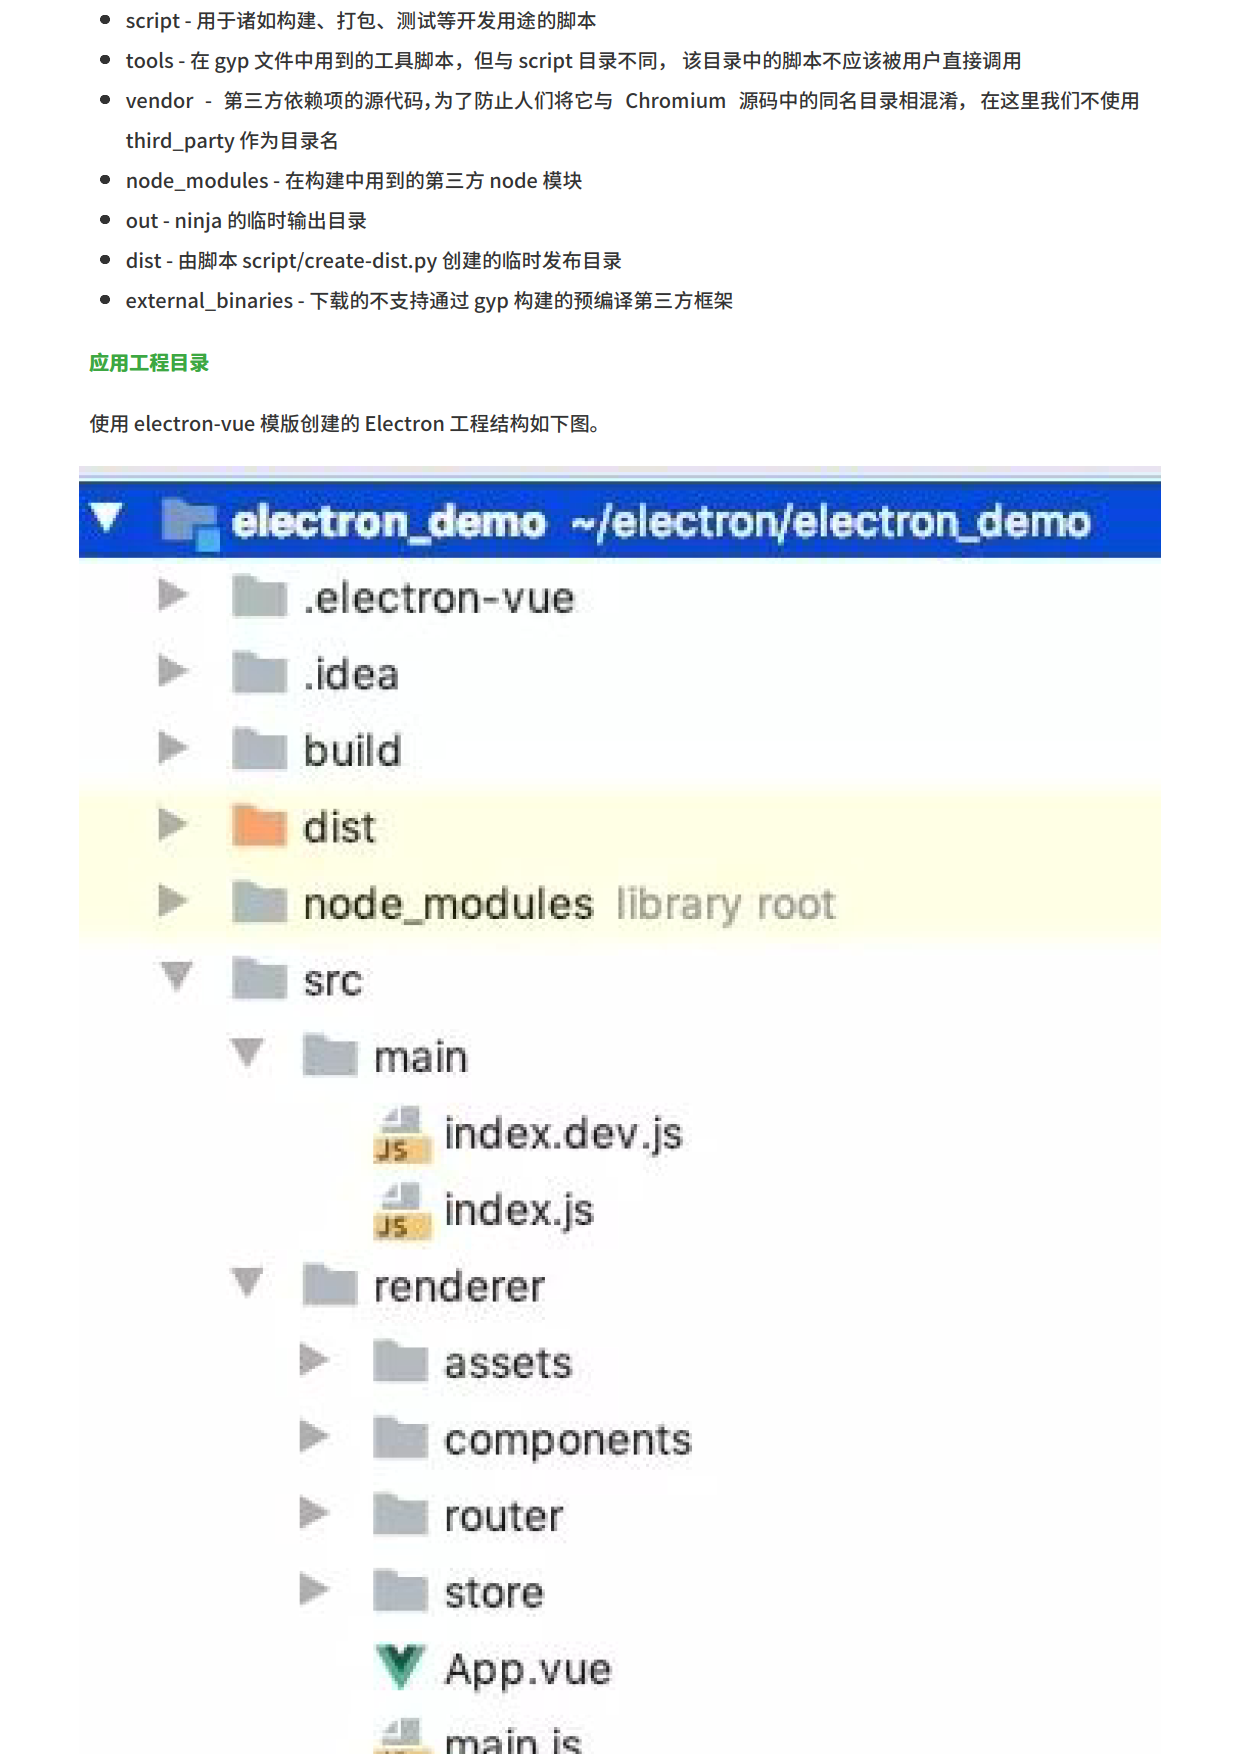 script - 用于诸如构建、打包、测试等开发用途的脚本
tools - 在 gyp 文件中用到的工具脚本，但与 script 目录不同， 该目录中的脚本不应该被用户直接调用
vendor - 第三方依赖项的源代码，为了防止人们将它与 Chromium 源码中的同名目录相混淆， 在这里我们不使用
third_party 作为目录名
node_modules - 在构建中用到的第三方 node 模块
out - ninja 的临时输出目录
dist - 由脚本 script/create-dist.py 创建的临时发布目录
external_binaries - 下载的不支持通过 gyp 构建的预编译第三方框架
应用工程目录
使用 electron-vue 模版创建的 Electron 工程结构如下图。
electron_demo ~/electron/electron_demo
.electron-vue
.idea
build
dist
node_modules library root
src
main
index.dev.js
JS
index.js
JS
renderer
assets
components
router
store
App.vue
main.js